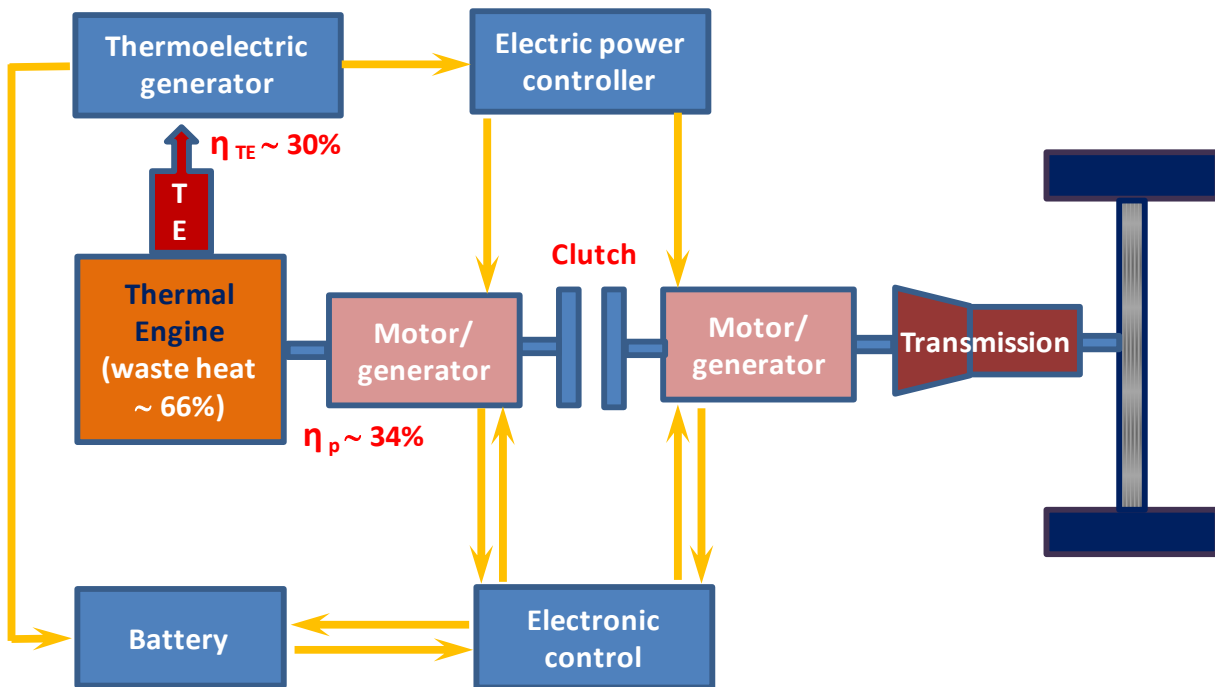 Thermoelectric
generator
Electric power
controller
η TE ~ 30%
T
E
Clutch
Thermal
Engine
(waste heat
~ 66%)
Motor/
generator
Motor/
generator
Transmission
η p ~ 34%
Battery
Electronic
control